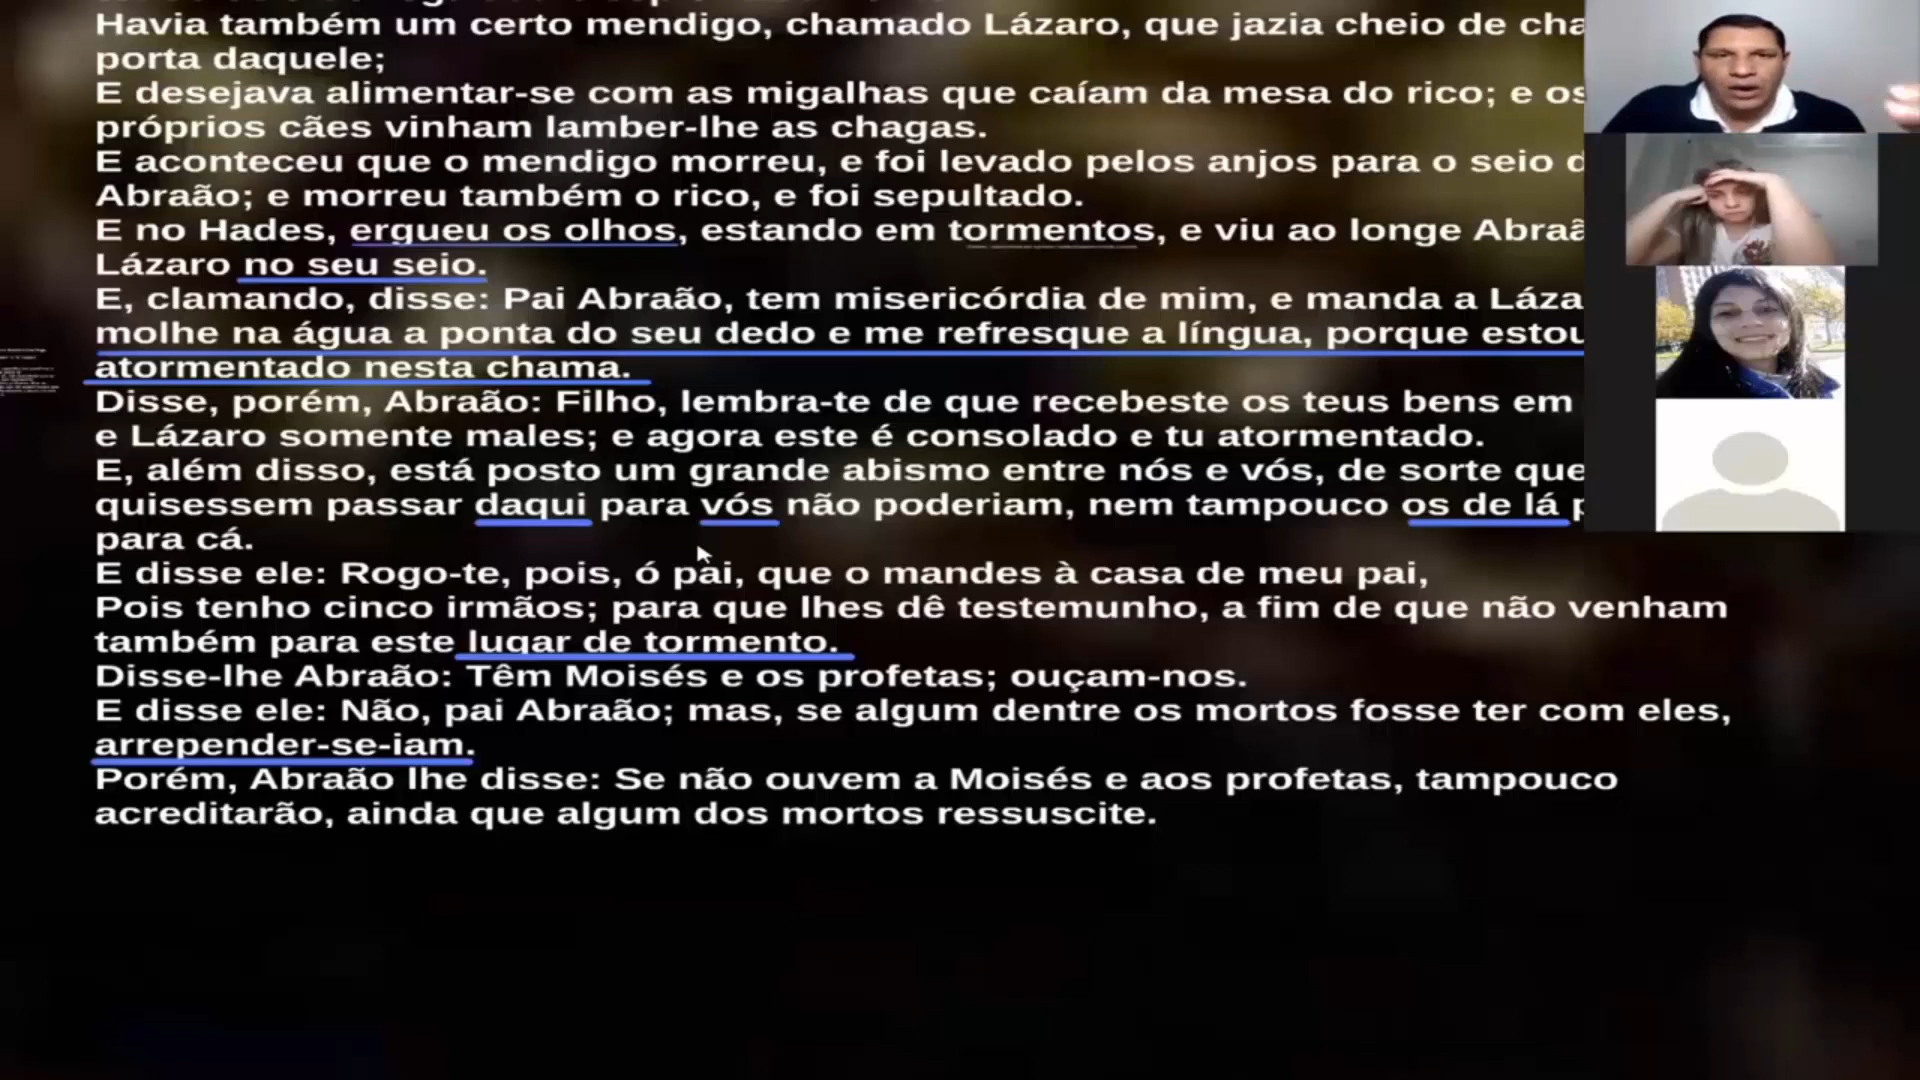 Havia também um certo mendigo, chamado Lázaro, que jazia cheio de
porta daquele;
E desejava alimentar-se com as migalhas que caíam da mesa do rico; e os
próprios cães vinham lamber-lhe as chagas.
E aconteceu que o mendigo morreu, e foi levado pelos anjos para o seio
Abraão; e morreu também o rico, e foi sepultado.
E no Hades, ergueu os olhos, estando em tormentos, e viu ao longe
Lázaro no seu seio.
E, clamando, disse: Pai Abraão, tem misericórdia de mim, e manda a
molhe na água a ponta do seu dedo e me refresque a língua, porque estou
atormentado nesta chama.
Disse, porém, Abraão: Filho, lembra-te de que recebeste os teus bens em
e Lázaro somente males; e agora este é consolado e tu atormentado.
E, além disso, está posto um grande abismo entre nós e vós, de sorte que
quisessem passar daqui para vós não poderiam, nem tampouco os de lá
para cá.
E disse ele: Rogo-te, pois, ó pai, que o mandes à casa de meu pai,
Pois tenho cinco irmãos; para que lhes dê testemunho, a fim de que não venham
também para este lugar de tormento.
Disse-lhe Abraão: Têm Moisés e os profetas; ouçam-nos.
E disse ele: Não, pai Abraão; mas, se algum dentre os mortos fosse ter com eles,
arrepender-se-iam.
Porém, Abraão lhe disse: Se não ouvem a Moisés e aos profetas, tampouco
acreditarão, ainda que algum dos mortos ressuscite.